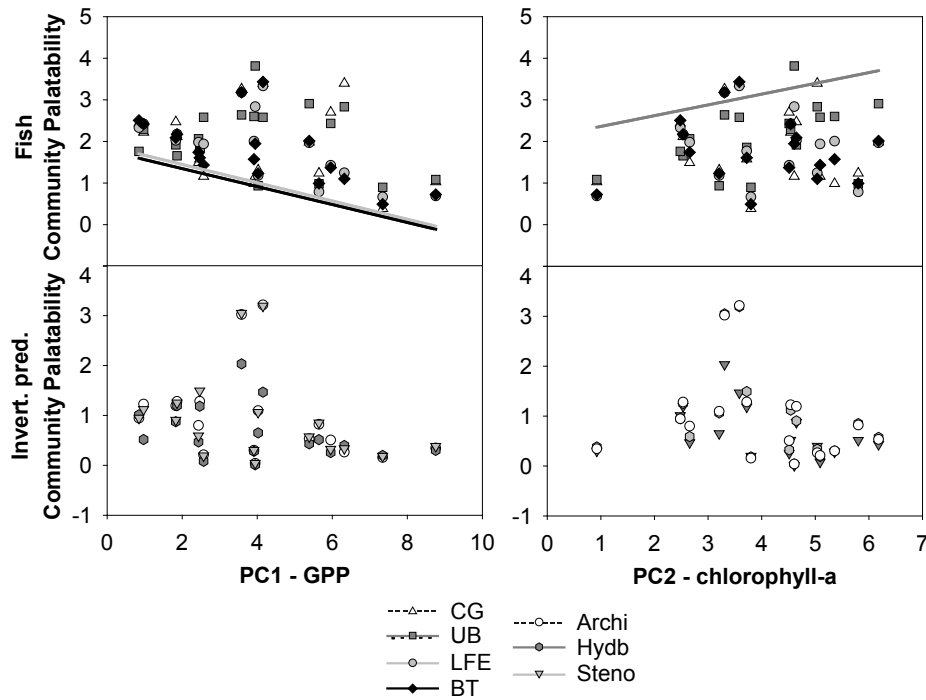 Fish
Community Palatability
5
4
3
2
1
0
5
4
3
2
1
0
Invert. pred.
Community Palatability
4
3
2
1
0
-1
4
3
2
1
0
-1
0 2 4 6 8 10
0 1 2 3 4 5 6 7
PC1 - GPP
PC2 - chlorophyll-a
CG
UB
LFE
BT
Archi
Hydb
Steno